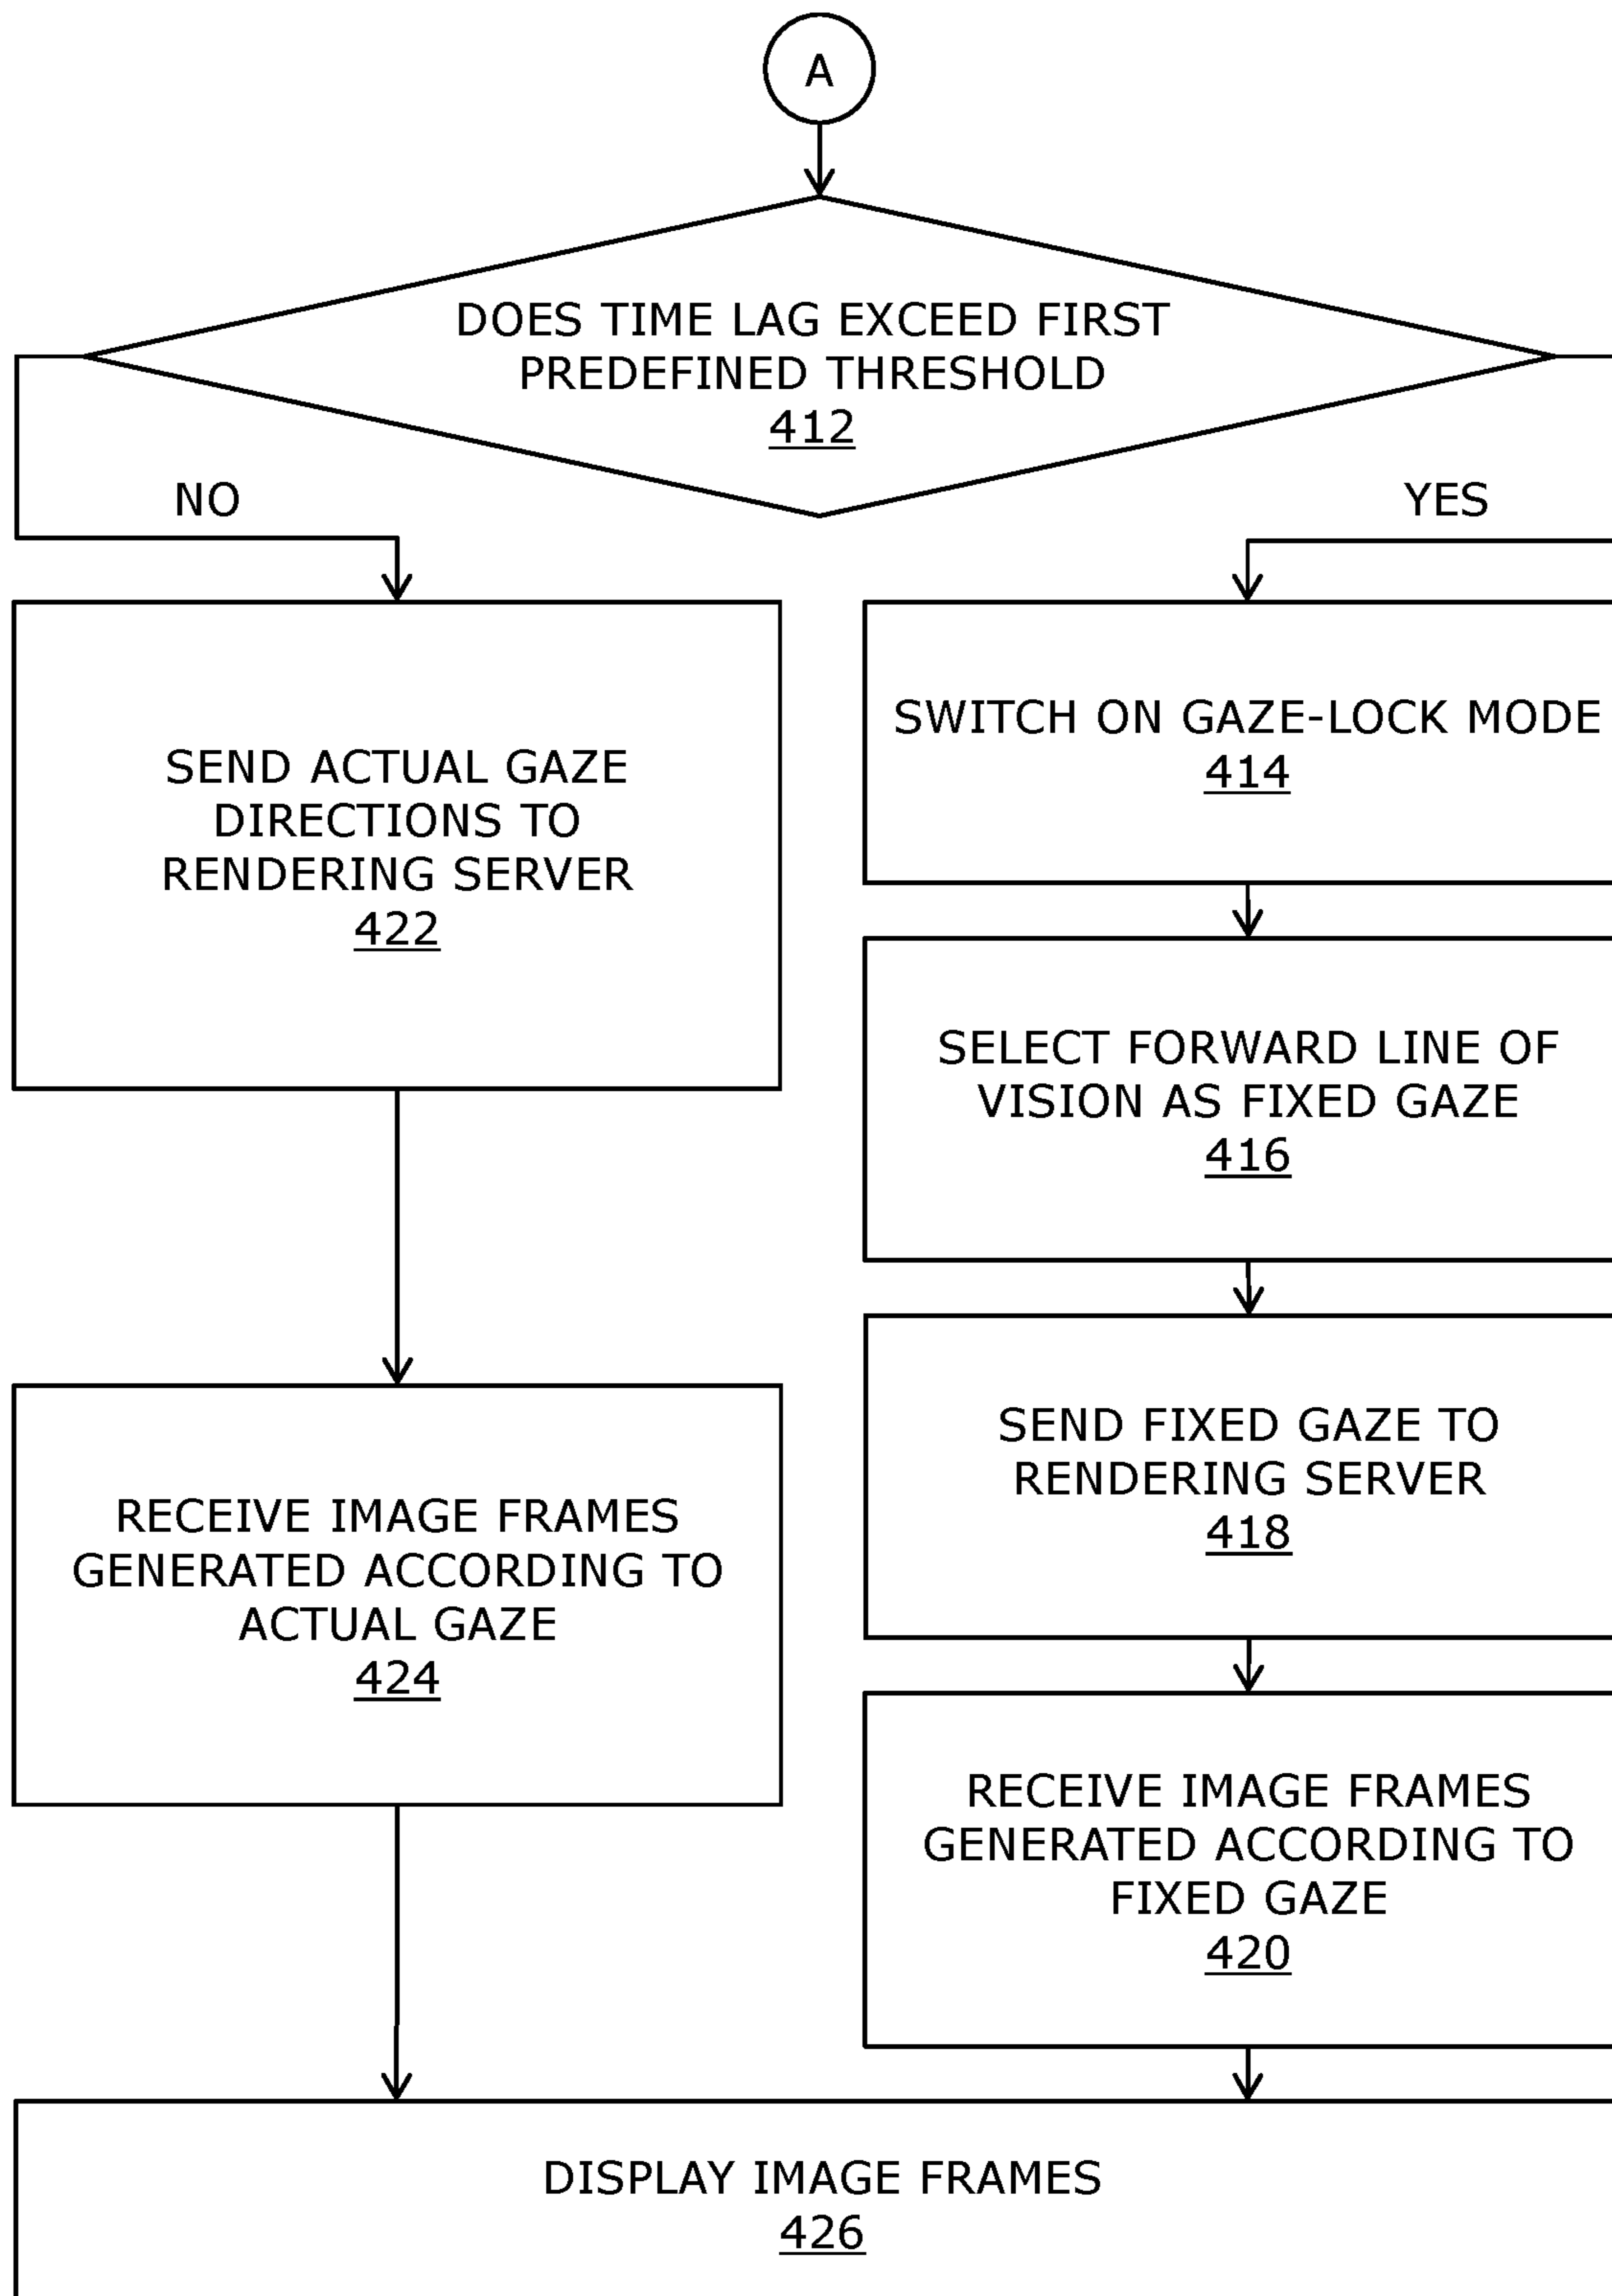 A
DOES TIME LAG EXCEED FIRST
PREDEFINED THRESHOLD
412
NO
YES
SEND ACTUAL GAZE
DIRECTIONS TO
RENDERING SERVER
422
RECEIVE IMAGE FRAMES
GENERATED ACCORDING TO
ACTUAL GAZE
424
SWITCH ON GAZE-LOCK MODE
414
SELECT FORWARD LINE OF
VISION AS FIXED GAZE
416
SEND FIXED GAZE TO
RENDERING SERVER
418
RECEIVE IMAGE FRAMES
GENERATED ACCORDING TO
FIXED GAZE
420
DISPLAY IMAGE FRAMES
426